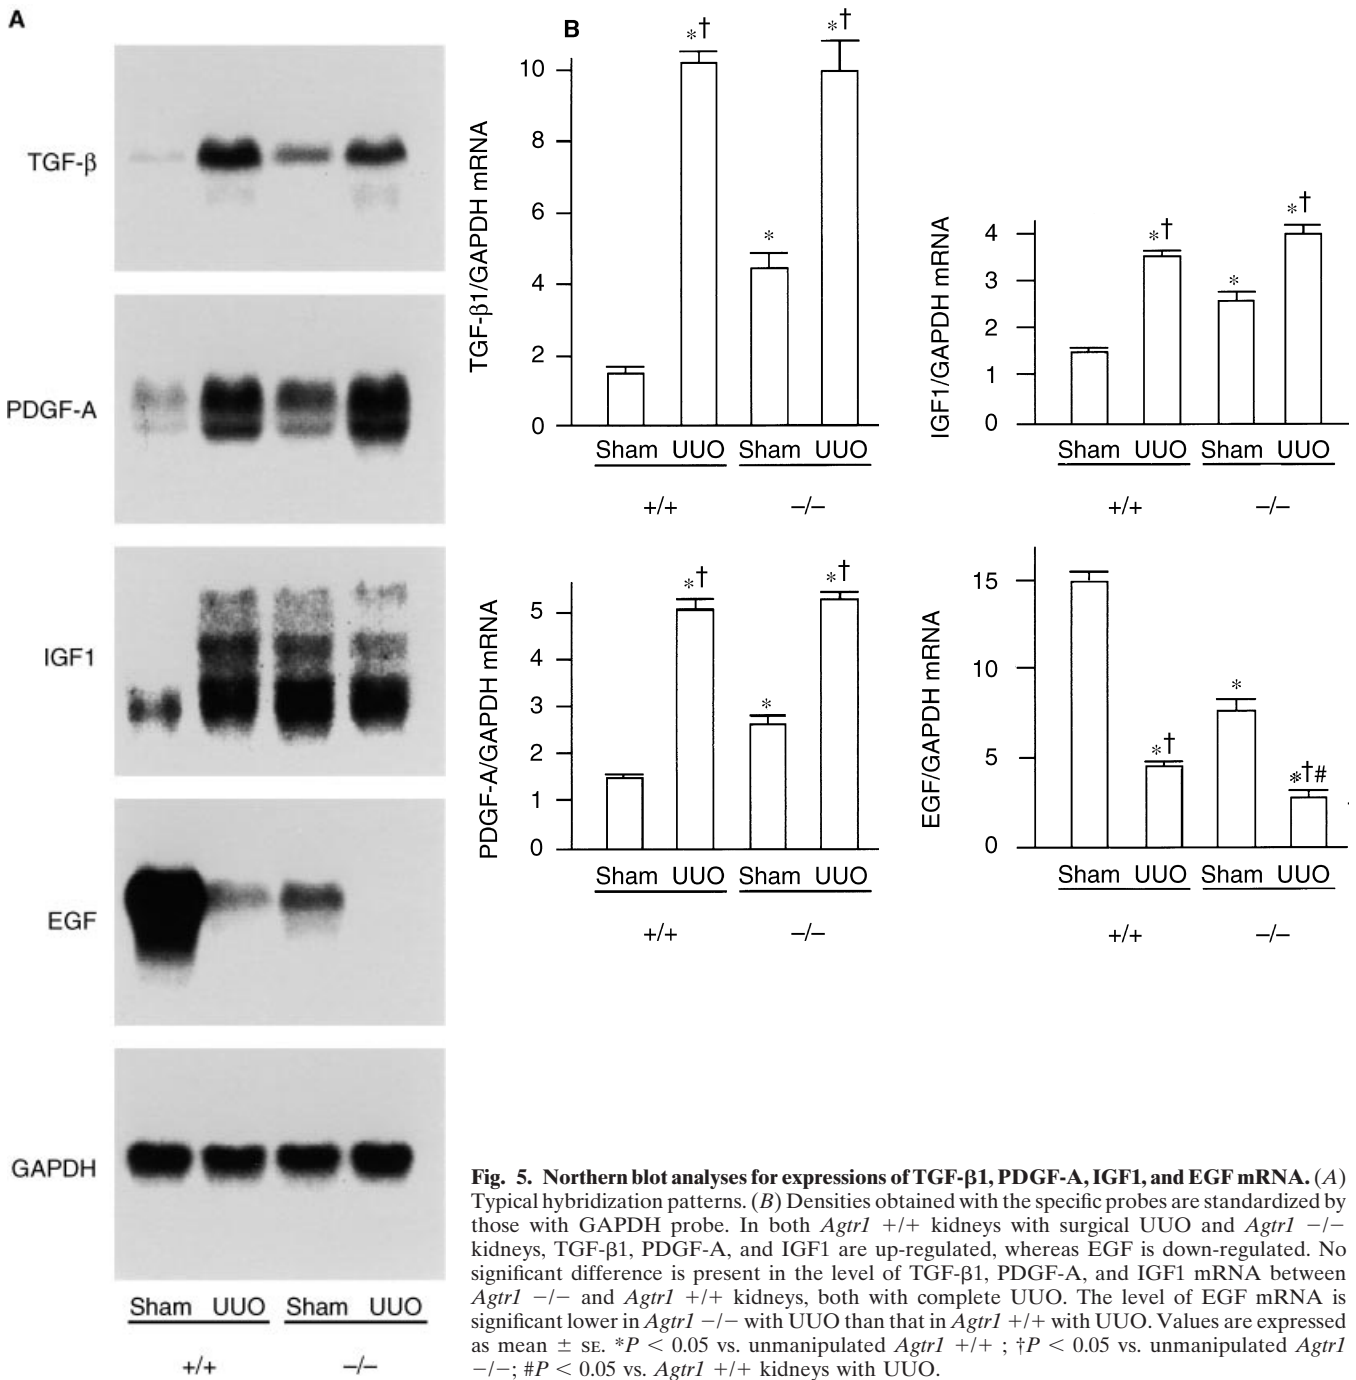 A
TGF-β
PDGF-A
IGF1
EGF
GAPDH
Sham UUO Sham UUO
+/+ −/−
B
TGF-β1/GAPDH mRNA
10
8
6
4
2
0
*† * *†
Sham UUO Sham UUO
+/+ −/−
IGF1/GAPDH mRNA
4
3
2
1
0
*† * *†
Sham UUO Sham UUO
+/+ −/−
PDGF-A/GAPDH mRNA
5
4
3
2
1
0
*† * *†
Sham UUO Sham UUO
+/+ −/−
EGF/GAPDH mRNA
15
10
5
0
*† * *†#
Sham UUO Sham UUO
+/+ −/−
Fig. 5. Northern blot analyses for expressions of TGF-β1, PDGF-A, IGF1, and EGF mRNA. (A)
Typical hybridization patterns. (B) Densities obtained with the specific probes are standardized by
those with GAPDH probe. In both Agtr1 +/+ kidneys with surgical UUO and Agtr1 −/−
kidneys, TGF-β1, PDGF-A, and IGF1 are up-regulated, whereas EGF is down-regulated. No
significant difference is present in the level of TGF-β1, PDGF-A, and IGF1 mRNA between
Agtr1 −/− and Agtr1 +/+ kidneys, both with complete UUO. The level of EGF mRNA is
significant lower in Agtr1 −/− with UUO than that in Agtr1 +/+ with UUO. Values are expressed
as mean ± SE. *P < 0.05 vs. unmanipulated Agtr1 +/+ ; †P < 0.05 vs. unmanipulated Agtr1
−/−; #P < 0.05 vs. Agtr1 +/+ kidneys with UUO.